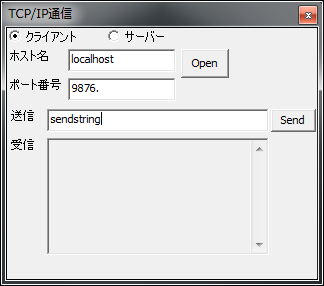 TCP/IP通信
クライアント サーバー
ホスト名 localhost Open
ポート番号 9876.
送信 sendstring Send
受信